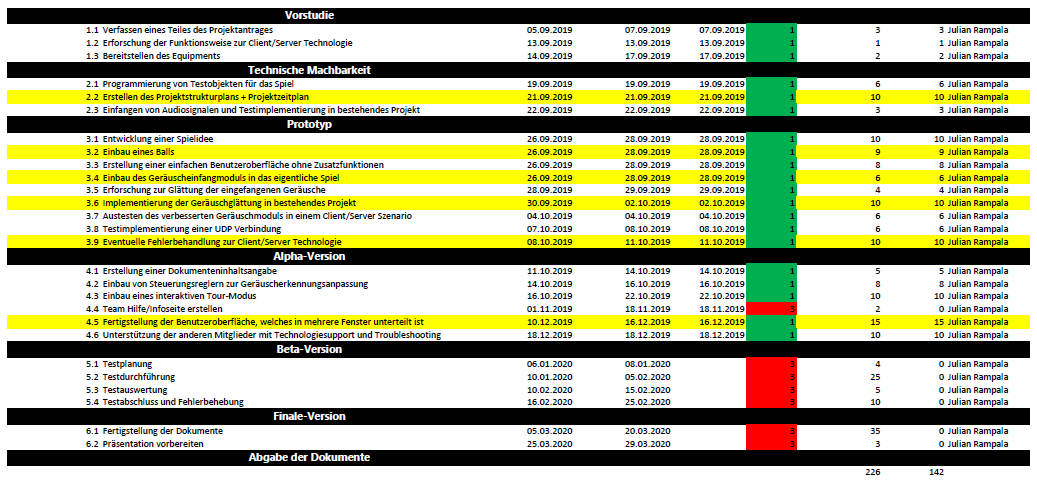 Vorstudie
1.1 Verfassen eines Teiles des Projektantrages 05.09.2019 07.09.2019 07.09.2019 1 3 3 Julian Rampala
1.2 Erforschung der Funktionsweise zur Client/Server Technologie 13.09.2019 13.09.2019 13.09.2019 1 1 1 Julian Rampala
1.3 Bereitstellen des Equipments 14.09.2019 17.09.2019 17.09.2019 1 2 2 Julian Rampala
Technische Machbarkeit
2.1 Programmierung von Testobjekten für das Spiel 19.09.2019 19.09.2019 19.09.2019 1 6 6 Julian Rampala
2.2 Erstellen des Projektstrukturplans + Projektzeitplan 21.09.2019 21.09.2019 21.09.2019 1 10 10 Julian Rampala
2.3 Einfangen von Audiosignalen und Testimplementierung in bestehendes Projekt 22.09.2019 22.09.2019 22.09.2019 1 3 3 Julian Rampala
Prototyp
3.1 Entwicklung einer Spielidee 26.09.2019 28.09.2019 28.09.2019 1 10 10 Julian Rampala
3.2 Einbau eines Balls 26.09.2019 28.09.2019 28.09.2019 1 9 9 Julian Rampala
3.3 Erstellung einer einfachen Benutzeroberfläche ohne Zusatzfunktionen 26.09.2019 28.09.2019 28.09.2019 1 8 8 Julian Rampala
3.4 Einbau des Geräuscheinfangmoduls in das eigentliche Spiel 26.09.2019 28.09.2019 28.09.2019 1 6 6 Julian Rampala
3.5 Erforschung zur Glättung der eingefangenen Geräusche 28.09.2019 29.09.2019 29.09.2019 1 4 4 Julian Rampala
3.6 Implementierung der Geräuschglättung in bestehendes Projekt 30.09.2019 02.10.2019 02.10.2019 1 10 10 Julian Rampala
3.7 Austesten des verbesserten Geräuschmoduls in einem Client/Server Szenario 04.10.2019 04.10.2019 04.10.2019 1 6 6 Julian Rampala
3.8 Testimplementierung einer UDP Verbindung 07.10.2019 08.10.2019 08.10.2019 1 6 6 Julian Rampala
3.9 Eventuelle Fehlerbehandlung zur Client/Server Technologie 08.10.2019 11.10.2019 11.10.2019 1 10 10 Julian Rampala
Alpha-Version
4.1 Erstellung einer Dokumenteninhaltsangabe 11.10.2019 14.10.2019 14.10.2019 1 5 5 Julian Rampala
4.2 Einbau von Steuerungsreglern zur Geräuscherkennungsanpassung 14.10.2019 16.10.2019 16.10.2019 1 8 8 Julian Rampala
4.3 Einbau eines interaktiven Tour-Modus 16.10.2019 22.10.2019 22.10.2019 1 10 10 Julian Rampala
4.4 Team Hilfe/Infoseite erstellen 01.11.2019 18.11.2019 18.11.2019 3 2 0 Julian Rampala
4.5 Fertigstellung der Benutzeroberfläche, welches in mehrere Fenster unterteilt ist 10.12.2019 16.12.2019 16.12.2019 1 15 15 Julian Rampala
4.6 Unterstützung der anderen Mitglieder mit Technologiesupport und Troubleshooting 18.12.2019 18.12.2019 18.12.2019 1 10 10 Julian Rampala
Beta-Version
5.1 Testplanung 06.01.2020 08.01.2020 3 4 0 Julian Rampala
5.2 Testdurchführung 10.01.2020 05.02.2020 3 25 0 Julian Rampala
5.3 Testauswertung 10.02.2020 15.02.2020 3 5 0 Julian Rampala
5.4 Testabschluss und Fehlerbehebung 16.02.2020 25.02.2020 3 10 0 Julian Rampala
Finale-Version
6.1 Fertigstellung der Dokumente 05.03.2020 20.03.2020 3 35 0 Julian Rampala
6.2 Präsentation vorbereiten 25.03.2020 29.03.2020 3 3 0 Julian Rampala
Abgabe der Dokumente
226 142